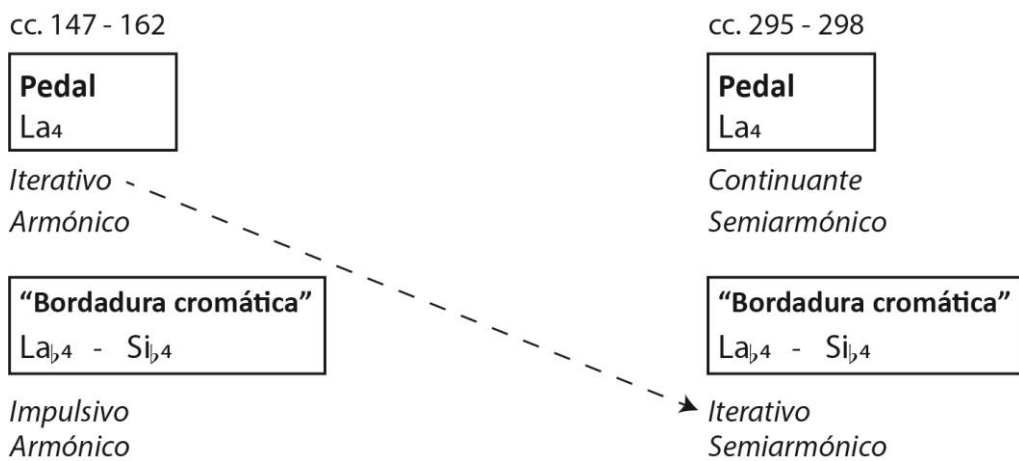 cc. 147 - 162
Pedal
La4
Iterativo
Armónico
“Bordadura cromática”
La♭4 - Si♭4
Impulsivo
Armónico
cc. 295 - 298
Pedal
La4
Continuante
Semiarmónico
“Bordadura cromática”
La♭4 - Si♭4
Iterativo
Semiarmónico